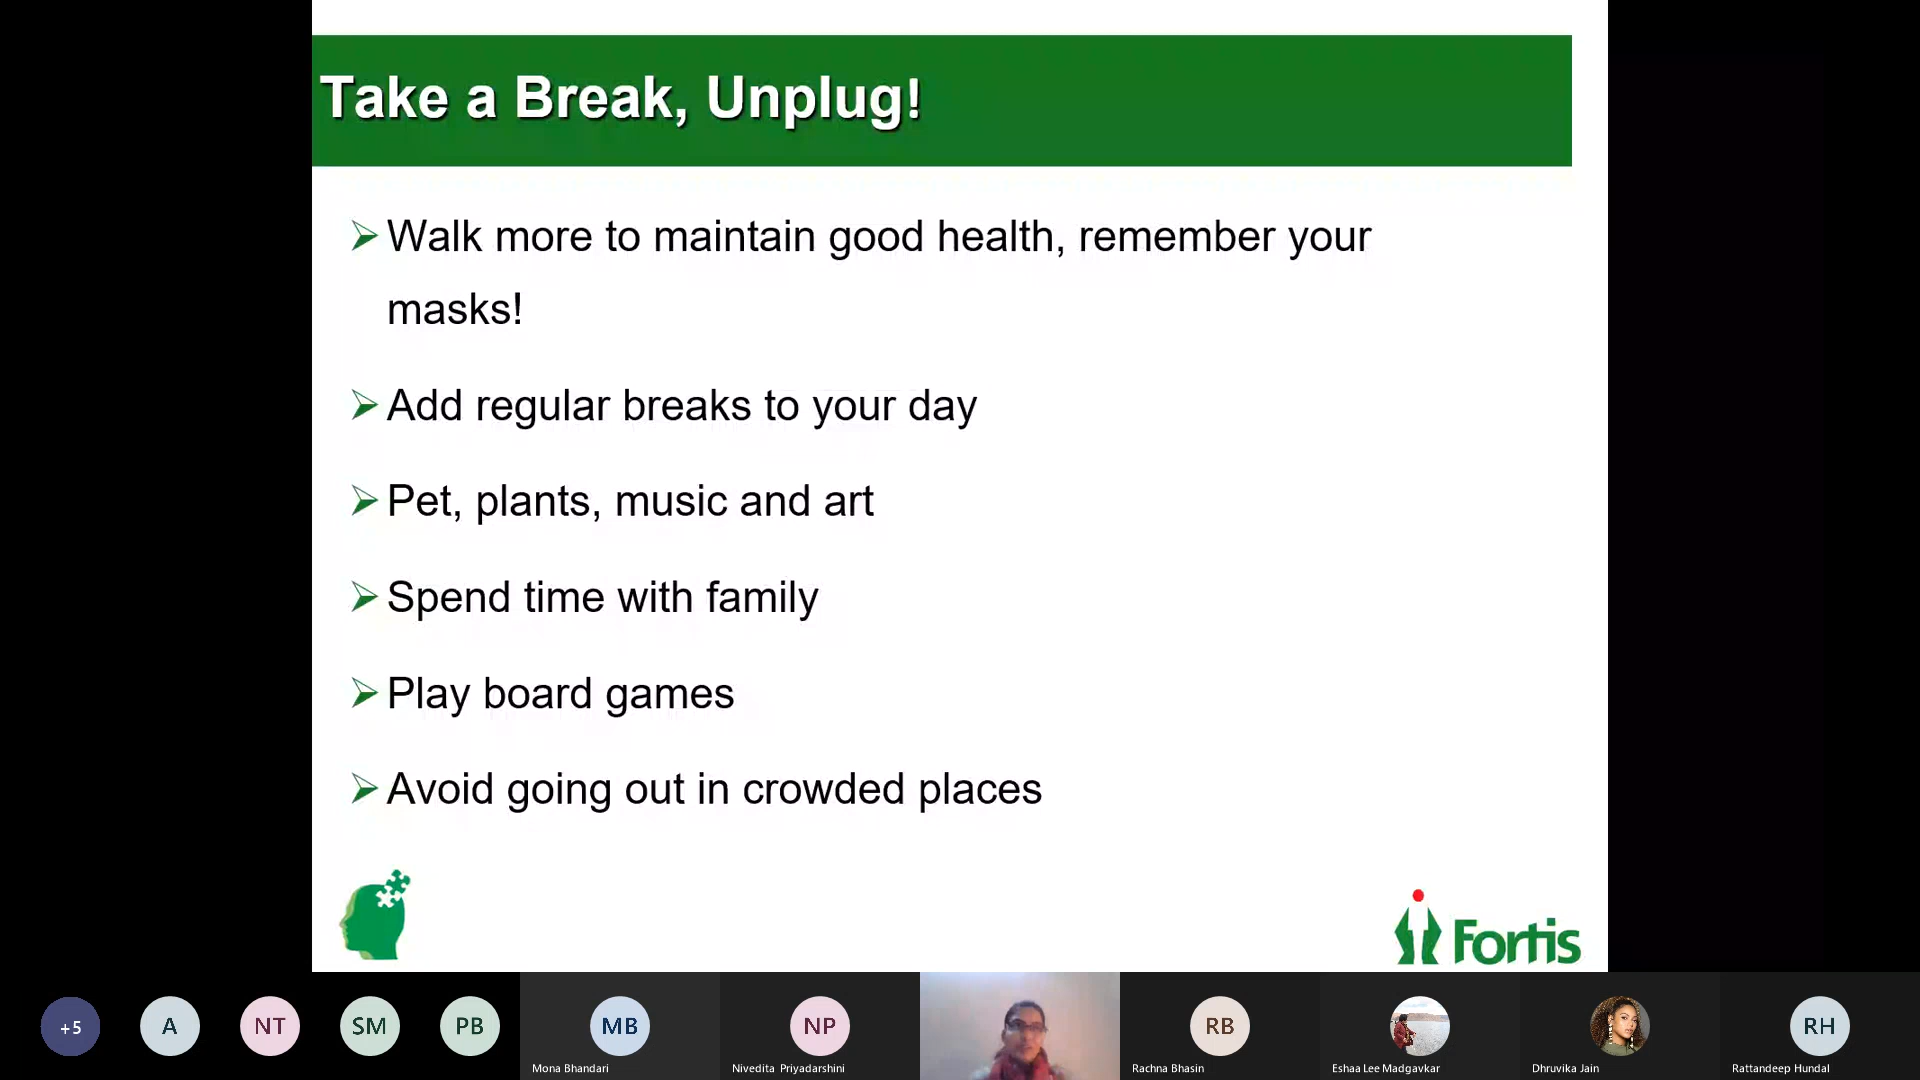 Take a Break, Unplug!
Walk more to maintain good health, remember your
masks!
Add regular breaks to your day
Pet, plants, music and art
Spend time with family
Play board games
Avoid going out in crowded places
Fortis
+5
A
NT
SM
PB
MB
NP
RB
RH
Mona Bhandari
Nivedita Priyadarshini
Rachna Bhasin
Eshaa Lee Madgavkar
Dhruvika Jain
Rattandeep Hundal